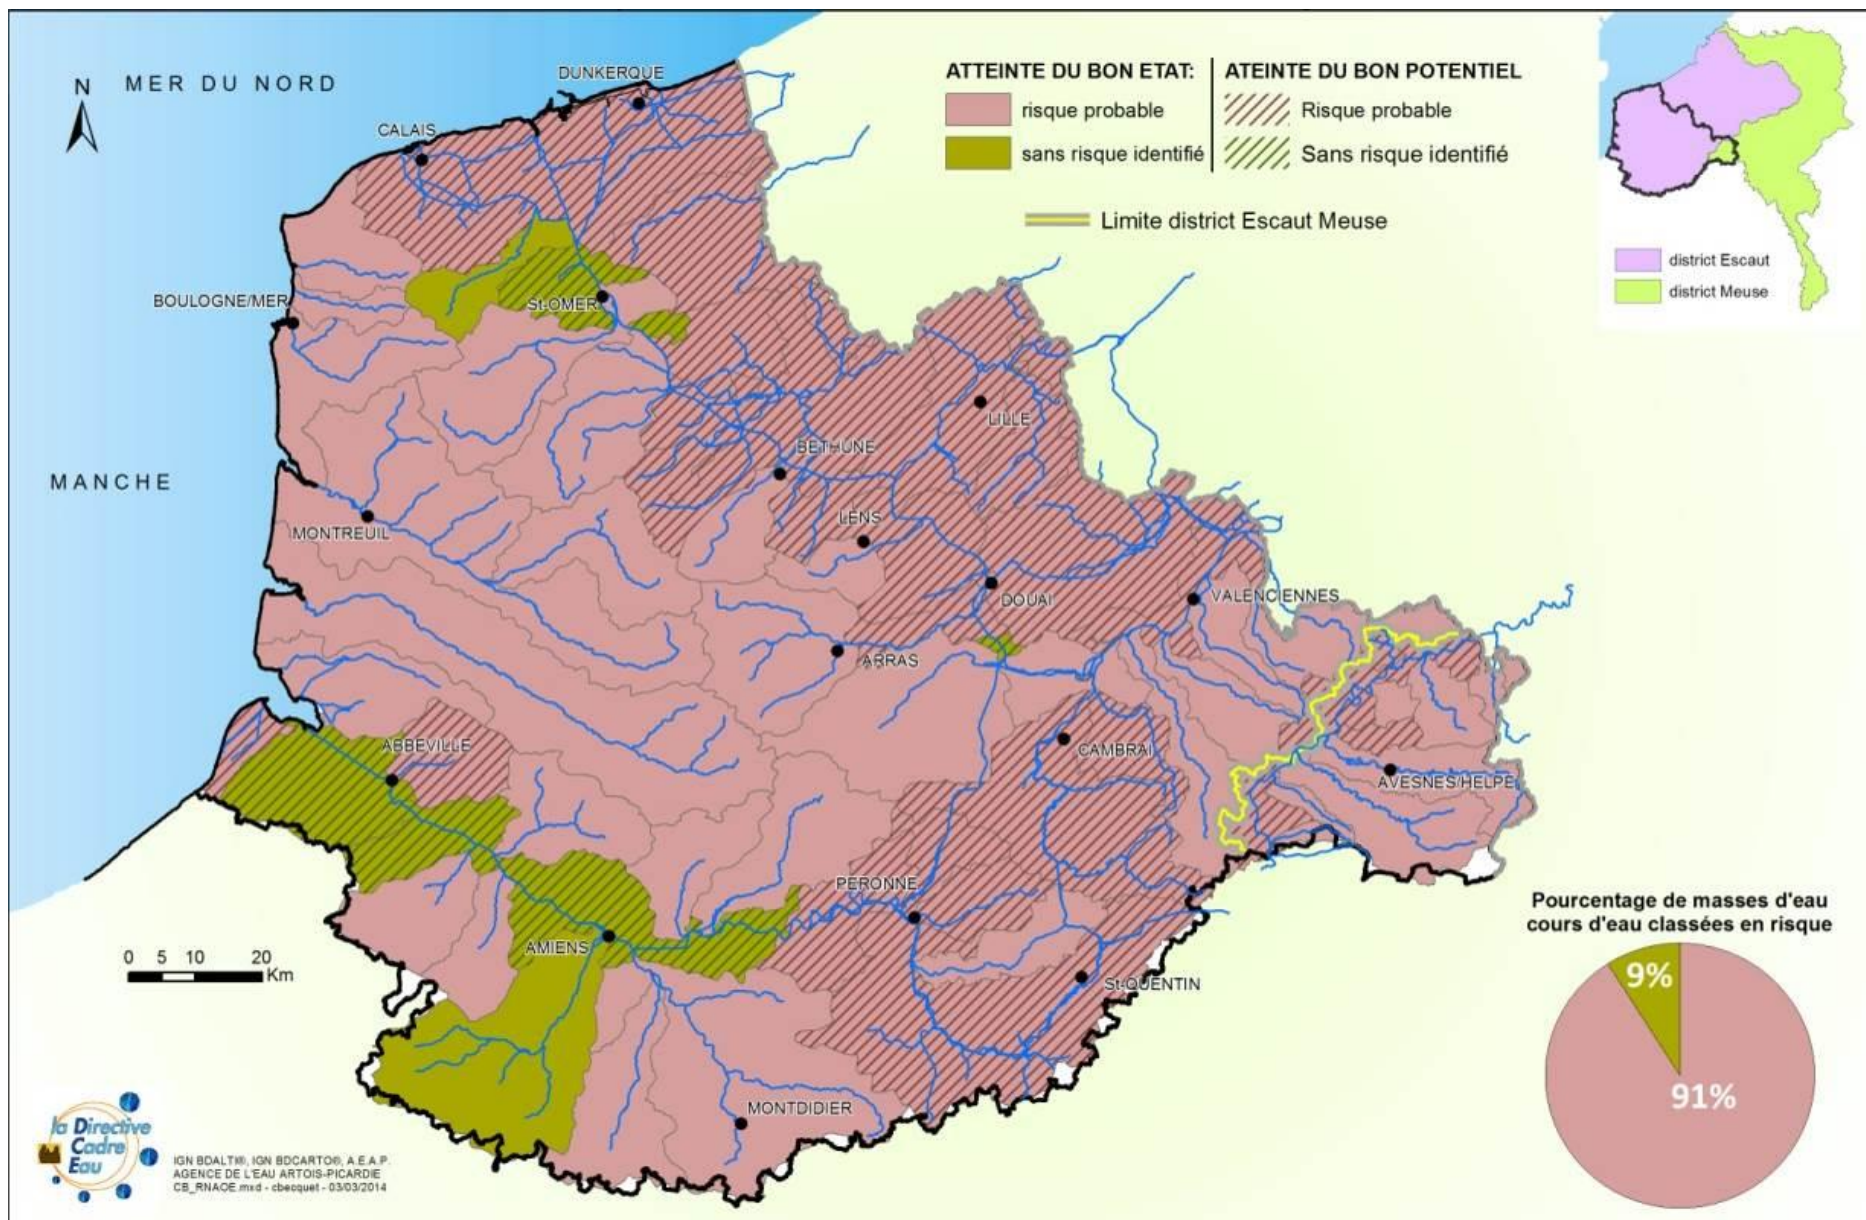 N
MER DU NORD
DUNKERQUE
CALAIS
ATTEINTE DU BON ETAT:
risque probable
sans risque identifié
ATEINTE DU BON POTENTIEL
Risque probable
Sans risque identifié
Limite district Escaut Meuse
district Escaut
district Meuse
BOULOGNE/MER
St-OMER
LILLE
BETHUNE
MANCHE
LENS
MONTREUIL
DOUAI
VALENCIENNES
ARRAS
ABBEVILLE
CAMBRAI
AVESNES/HELPE
PERONNE
AMIENS
St-QUENTIN
MONTDIDIER
0 5 10 20
Km
Pourcentage de masses d'eau
cours d'eau classées en risque
9%
91%
la Directive
Cadre
Eau
IGN BDALTI®, IGN BDCARTO®, A.E.A.P.
AGENCE DE L'EAU ARTOIS-PICARDIE
CB_RNAOE.mxd - cbecquet - 03/03/2014